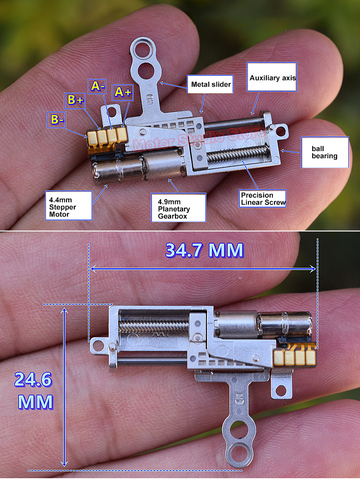 A-
A+
B+
B-
Metal slider
Auxiliary axis
ball
bearing
4.4mm
Stepper
Motor
4.9mm
Planetary
Gearbox
Precision
Linear Screw
34.7 MM
24.6
MM